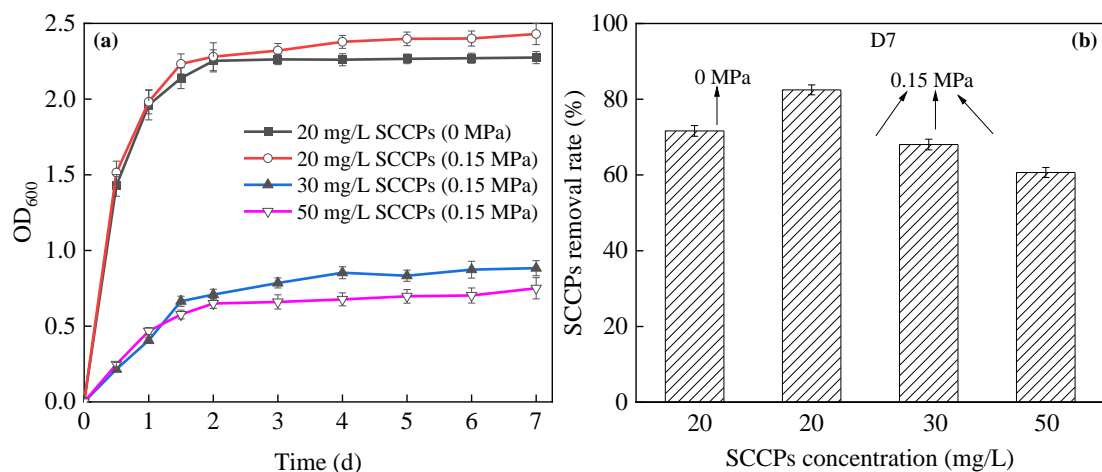 (a)
2.5
2.0
1.5
1.0
0.5
0.0
OD600
20 mg/L SCCPs (0 MPa)
20 mg/L SCCPs (0.15 MPa)
30 mg/L SCCPs (0.15 MPa)
50 mg/L SCCPs (0.15 MPa)
0 1 2 3 4 5 6 7
Time (d)
D7
(b)
100
80
60
40
20
0
SCCPs removal rate (%)
0 MPa
0.15 MPa
20 20 30 50
SCCPs concentration (mg/L)